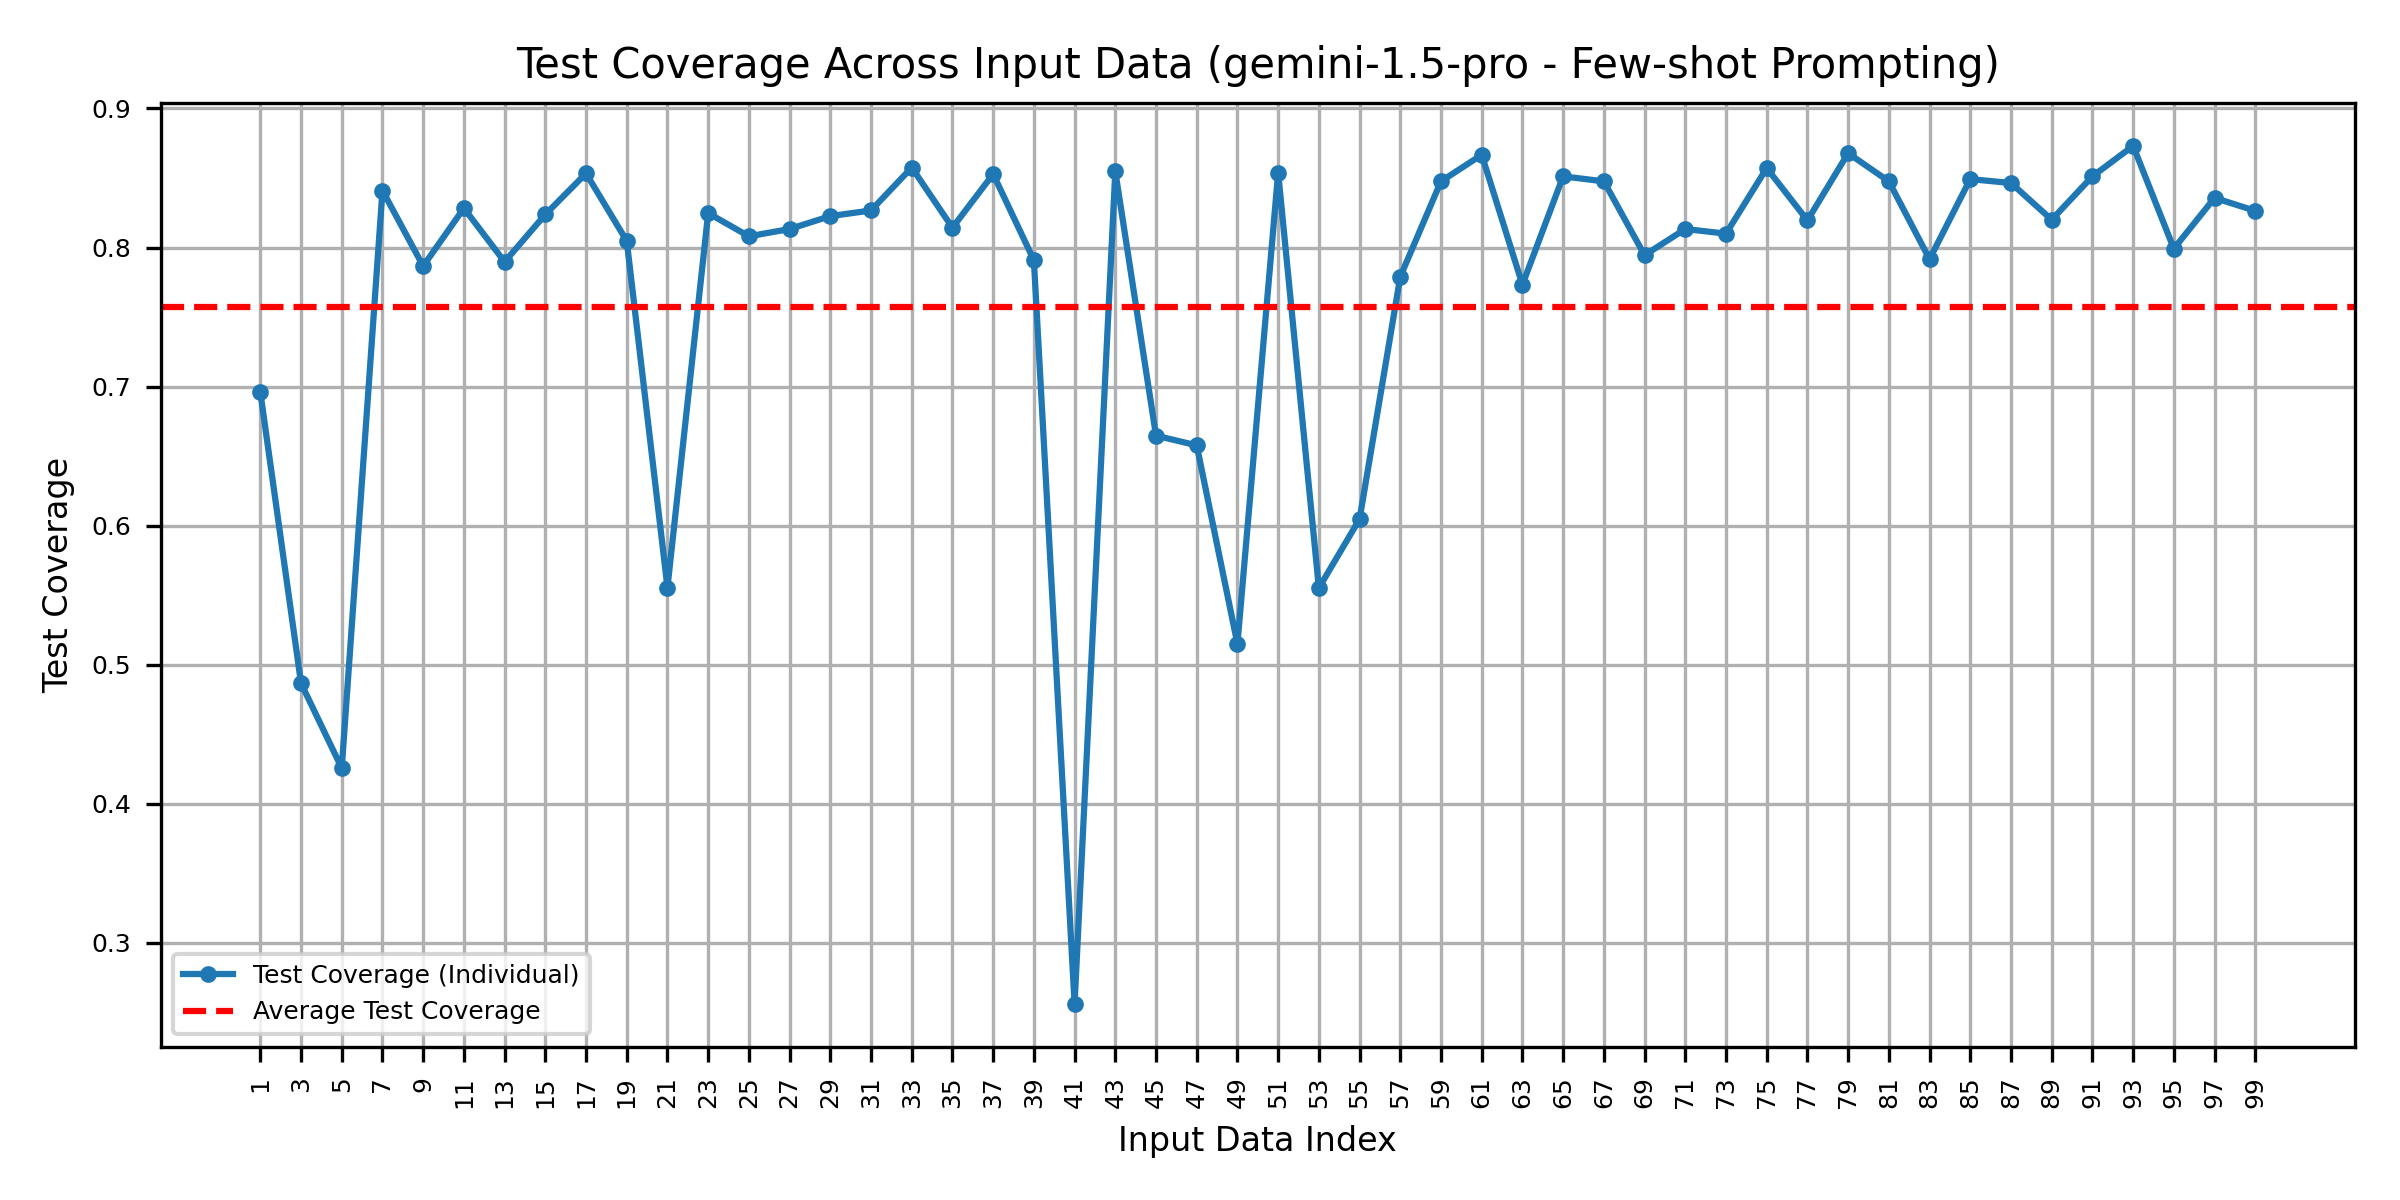 Test Coverage Across Input Data (gemini-1.5-pro - Few-shot Prompting)
0.9
0.8
0.7
0.6
0.5
0.4
0.3
Test Coverage
Test Coverage (Individual)
Average Test Coverage
1 3 5 7 9 11 13 15 17 19 21 23 25 27 29 31 33 35 37 39 41 43 45 47 49 51 53 55 57 59 61 63 65 67 69 71 73 75 77 79 81 83 85 87 89 91 93 95 97 99
Input Data Index